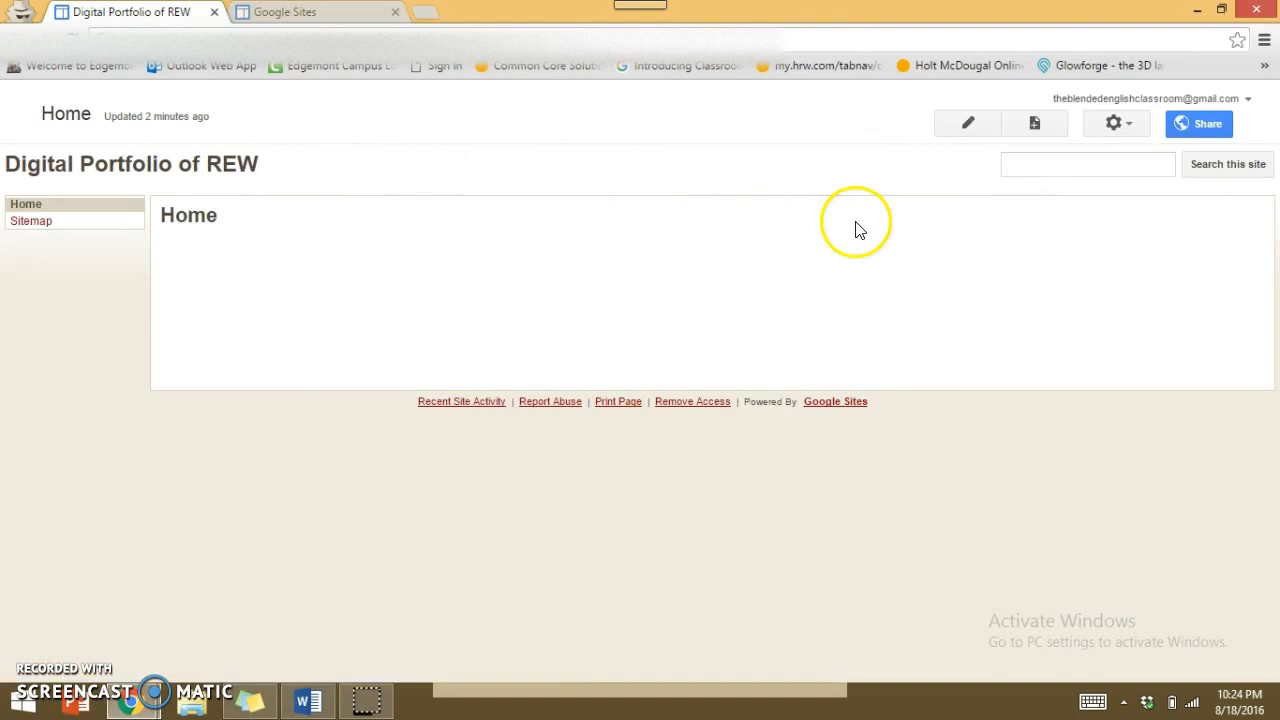 Digital Portfolio of REW
Google Sites
Welcome to Edgemo
Outlook Web App
Edgemont Campus Lo
Sign In
Common Core Soluti
Introducing Classroo
my.hrw.com/tabnav/c
Holt McDougal Onlin
Glowforge - the 3D la
»
theblendedenglishclassroom@gmail.com
Home
Updated 2 minutes ago
Share
Digital Portfolio of REW
Search this site
Home
Sitemap
Home
Recent Site Activity | Report Abuse | Print Page | Remove Access | Powered By Google Sites
Activate Windows
Go to PC settings to activate Windows.
RECORDED WITH
SCREENCAST MATIC
10:24 PM
8/18/2016